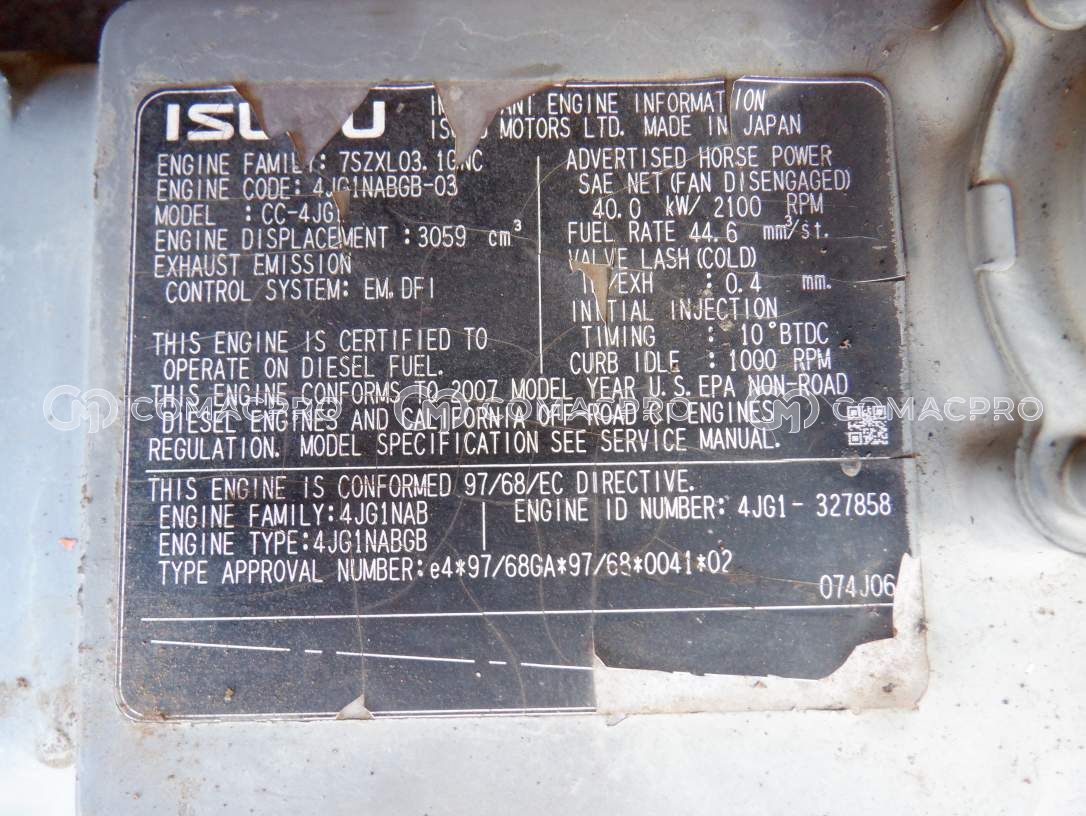 ISUZU
IMPORTANT ENGINE INFORMATION
ISUZU MOTORS LTD. MADE IN JAPAN
ENGINE FAMILY: 7SZXL03.1GNC
ENGINE CODE: 4JG1NABGB-03
MODEL : CC-4JG1
ENGINE DISPLACEMENT : 3059 cm³
EXHAUST EMISSION
CONTROL SYSTEM: EM, DFI
THIS ENGINE IS CERTIFIED TO
OPERATE ON DIESEL FUEL.
ADVERTISED HORSE POWER
SAE NET (FAN DISENGAGED)
40.0 kW/ 2100 RPM
FUEL RATE 44.6 mm³/st.
VALVE LASH (COLD)
IN/EXH : 0.4 mm.
INITIAL INJECTION
TIMING : 10°BTDC
CURB IDLE : 1000 RPM
THIS ENGINE CONFORMS TO 2007 MODEL YEAR U.S. EPA NON-ROAD
DIESEL ENGINES AND CALIFORNIA OFF-ROAD CI ENGINES
REGULATION. MODEL SPECIFICATION SEE SERVICE MANUAL.
THIS ENGINE IS CONFORMED 97/68/EC DIRECTIVE.
ENGINE FAMILY:4JG1NAB
ENGINE TYPE:4JG1NABGB
ENGINE ID NUMBER: 4JG1- 327858
TYPE APPROVAL NUMBER:e4*97/68GA*97/68*0041*02
074J06
COMACPRO COMACPRO COMACPRO